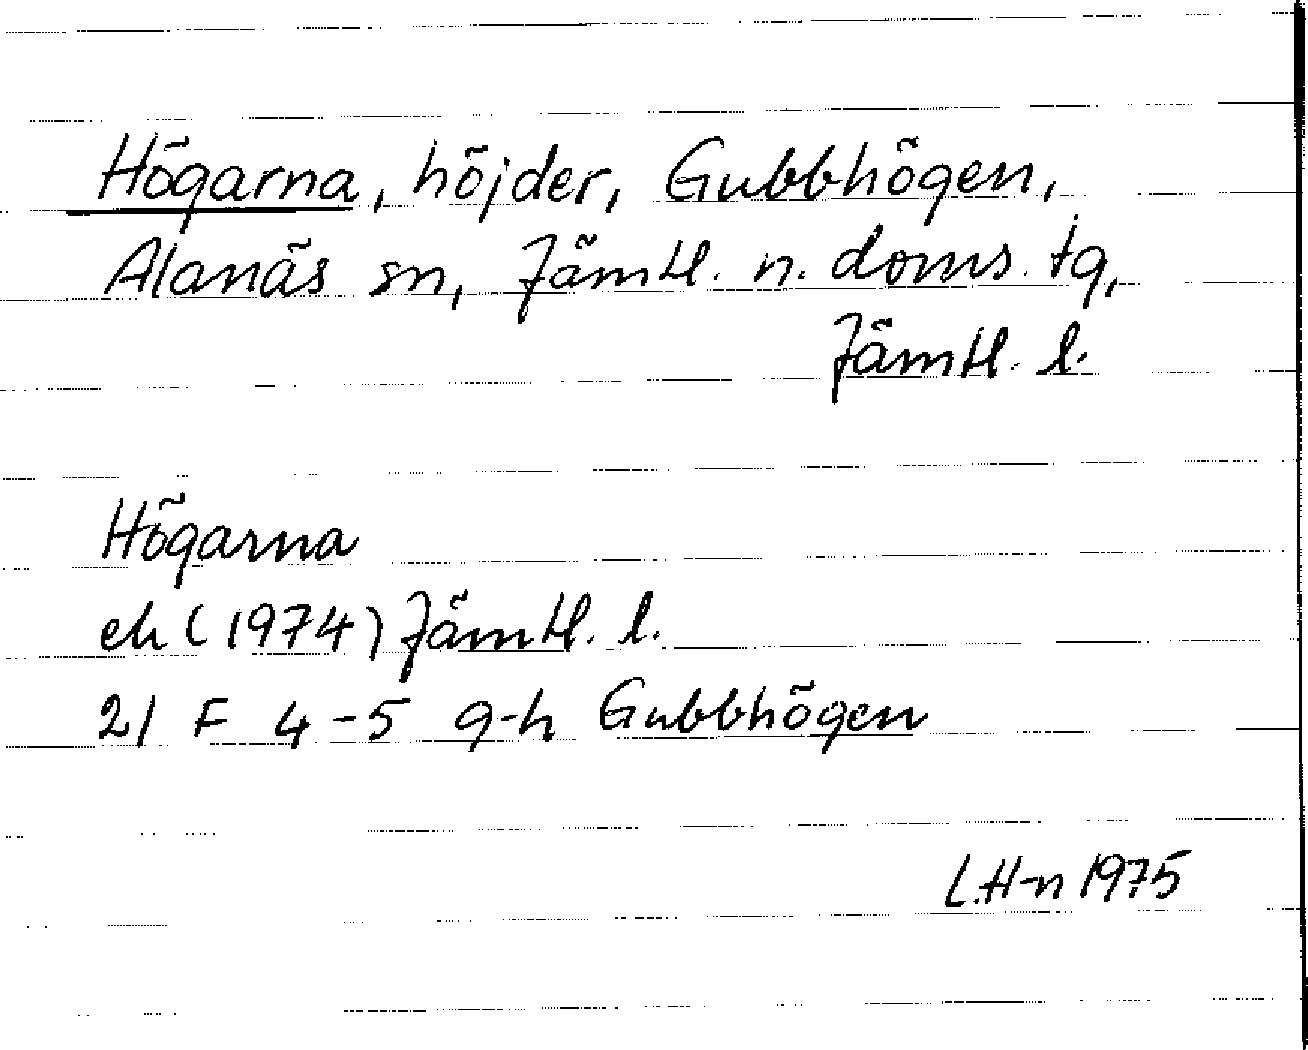 Högarna, höjder, Gubbhögen,
Alanäs sn, Jämtl. n. doms. tg,
Jämtl. l.
Högarna
ek (1974) Jämtl. l.
21 F 4-5 g-h Gubbhögen
L.H-n 1975